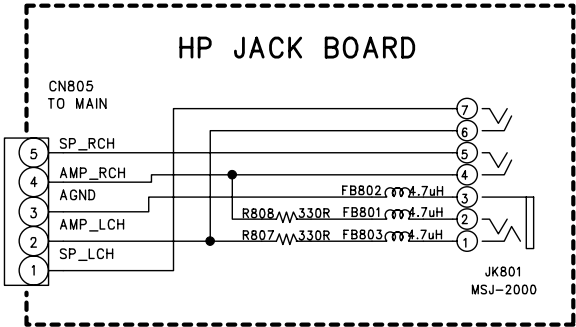 HP JACK BOARD
CN805
TO MAIN
7
6
5 SP_RCH 5
4 AMP_RCH 4
3 AGND FB802 4.7uH 3
R808 330R FB801 4.7uH 2
2 AMP_LCH R807 330R FB803 4.7uH 1
1 SP_LCH
JK801
MSJ-2000